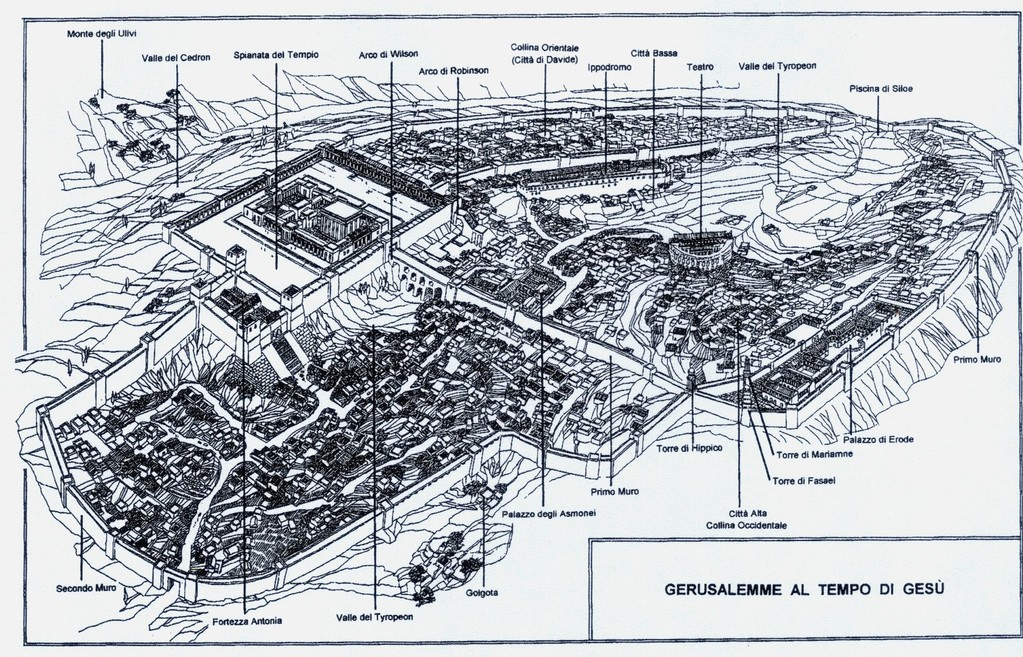 Monte degli Ulivi
Valle del Cedron
Spianata del Tempio
Arco di Wilson
Arco di Robinson
Collina Orientale
(Città di Davide)
Ippodromo
Città Bassa
Teatro
Valle del Tyropeon
Piscina di Siloe
Primo Muro
Palazzo di Erode
Torre di Hippico
Torre di Mariamne
Torre di Fasael
Primo Muro
Palazzo degli Asmonei
Città Alta
Collina Occidentale
Secondo Muro
Golgota
Fortezza Antonia
Valle del Tyropeon
GERUSALEMME AL TEMPO DI GESÙ